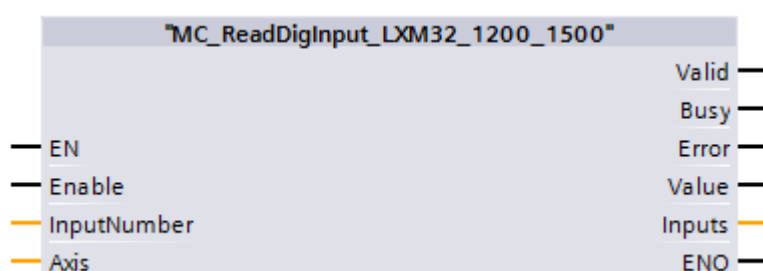 "MC_ReadDigInput_LXM32_1200_1500"
Valid
Busy
EN Error
Enable Value
InputNumber Inputs
Axis ENO